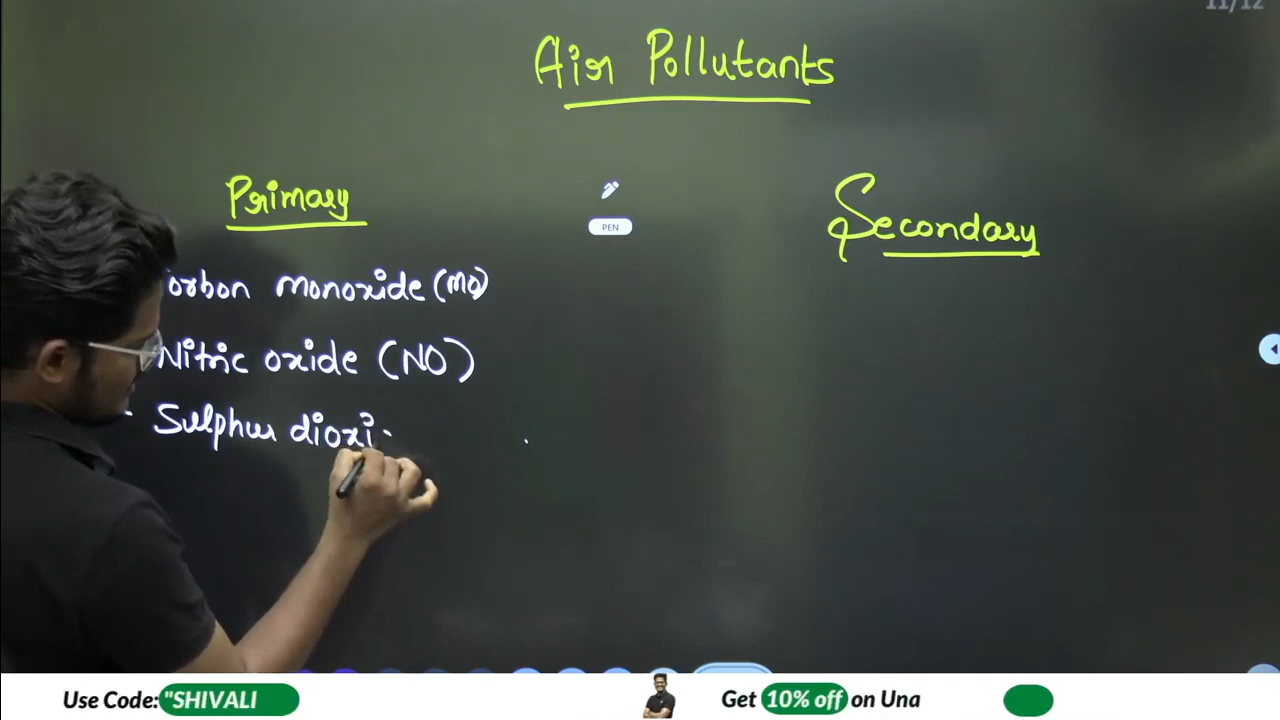 11/12
Air Pollutants
Primary
Secondary
PEN
orbon monoxide (MO)
Nitric oxide (NO)
- Sulphur dioxi
Use Code: "SHIVALI
Get 10% off on Una